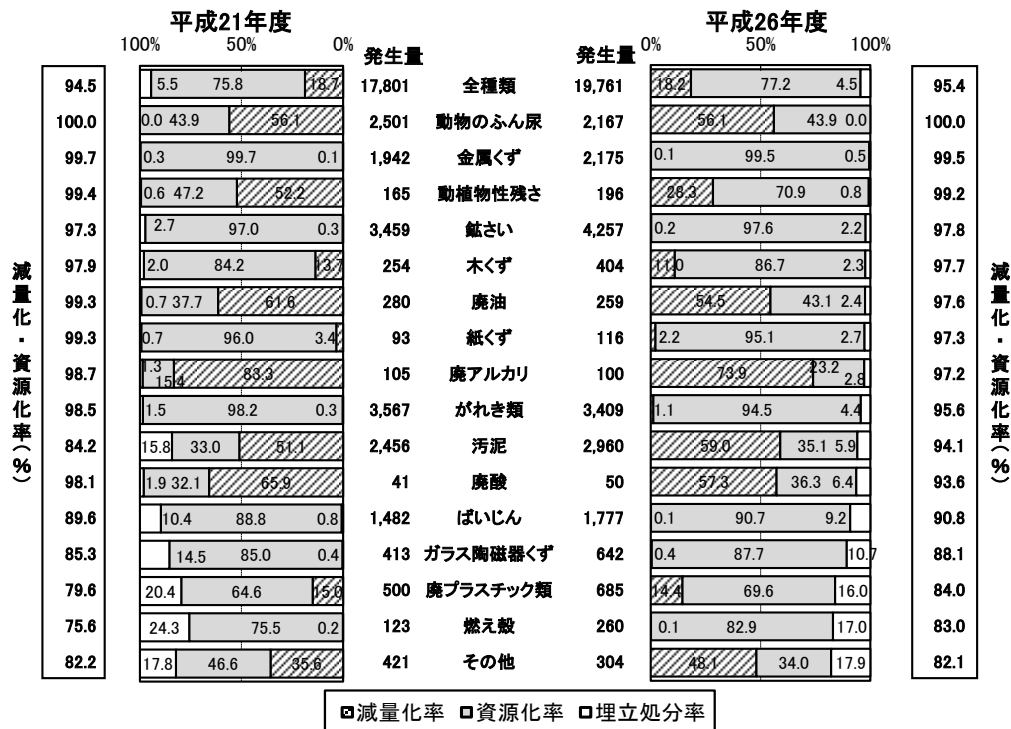 平成21年度 平成26年度
100% 50% 0% 発生量 発生量 0% 50% 100%
94.5 5.5 75.8 18.7 17,801 全種類 19,761 18.2 77.2 4.5 95.4
100.0 0.0 43.9 56.1 2,501 動物のふん尿 2,167 56.1 43.9 0.0 100.0
99.7 0.3 99.7 0.1 1,942 金属くず 2,175 0.1 99.5 0.5 99.5
99.4 0.6 47.2 52.2 165 動植物性残さ 196 28.3 70.9 0.8 99.2
97.3 2.7 97.0 0.3 3,459 鉱さい 4,257 0.2 97.6 2.2 97.8
97.9 2.0 84.2 13.7 254 木くず 404 11.0 86.7 2.3 97.7
99.3 0.7 37.7 61.6 280 廃油 259 54.5 43.1 2.4 97.6
99.3 0.7 96.0 3.4 93 紙くず 116 2.2 95.1 2.7 97.3
98.7 1.3 15.4 83.3 105 廃アルカリ 100 73.9 23.2 2.8 97.2
98.5 1.5 98.2 0.3 3,567 がれき類 3,409 1.1 94.5 4.4 95.6
84.2 15.8 33.0 51.1 2,456 汚泥 2,960 59.0 35.1 5.9 94.1
98.1 1.9 32.1 65.9 41 廃酸 50 57.3 36.3 6.4 93.6
89.6 10.4 88.8 0.8 1,482 ばいじん 1,777 0.1 90.7 9.2 90.8
85.3 14.5 85.0 0.4 413 ガラス陶磁器くず 642 0.4 87.7 10.7 88.1
79.6 20.4 64.6 15.0 500 廃プラスチック類 685 14.4 69.6 16.0 84.0
75.6 24.3 75.5 0.2 123 燃え殻 260 0.1 82.9 17.0 83.0
82.2 17.8 46.6 35.6 421 その他 304 48.1 34.0 17.9 82.1
減量化・資源化率(%)
減量化・資源化率(%)
減量化率 資源化率 埋立処分率